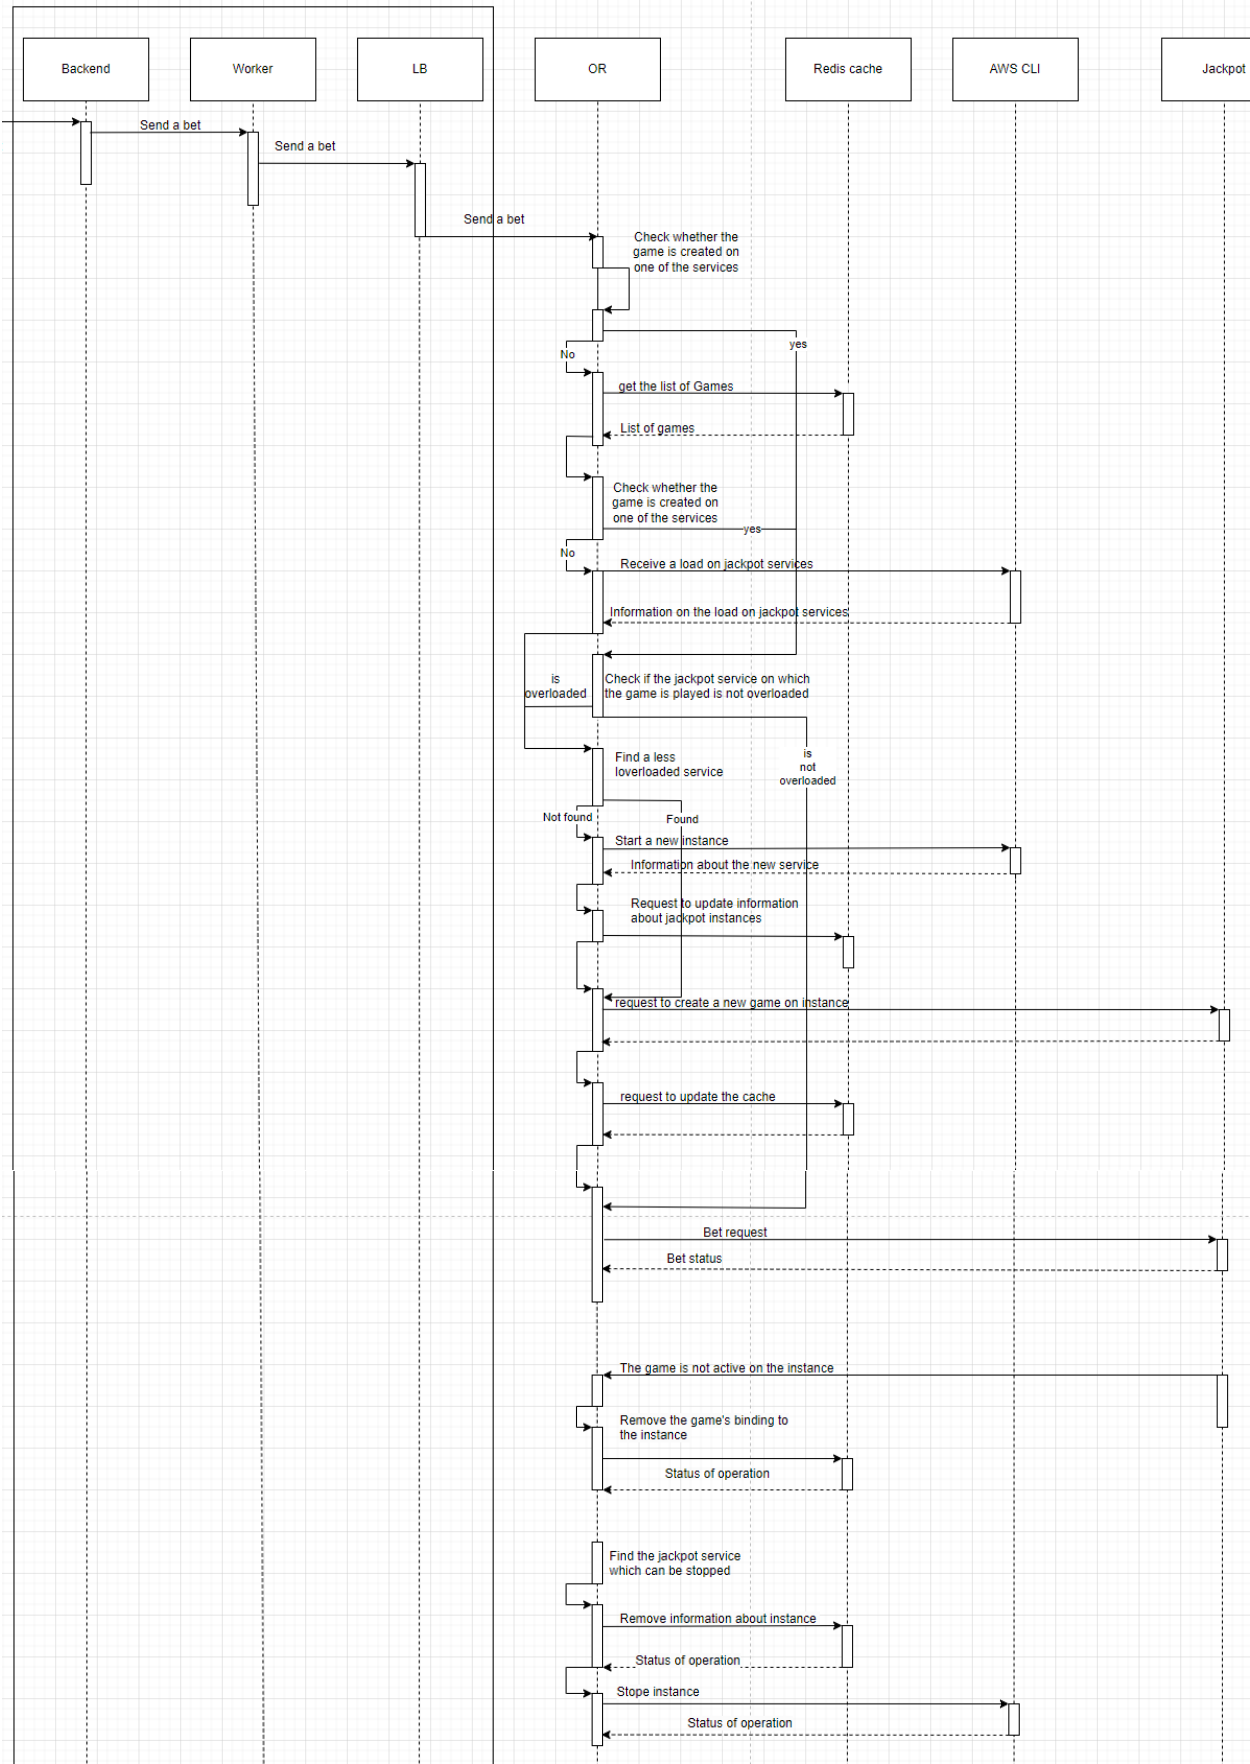 Backend
Worker
LB
OR
Redis cache
AWS CLI
Jackpot
Send a bet
Send a bet
Send a bet
Check whether the
game is created on
one of the services
yes
No
get the list of Games
List of games
Check whether the
game is created on
one of the services
yes
No
Receive a load on jackpot services
Information on the load on jackpot services
is
overloaded
Check if the jackpot service on which
the game is played is not overloaded
is
not
overloaded
Find a less
loverloaded service
Not found
Found
Start a new instance
Information about the new service
Request to update information
about jackpot instances
request to create a new game on instance
request to update the cache
Bet request
Bet status
The game is not active on the instance
Remove the game's binding to
the instance
Status of operation
Find the jackpot service
which can be stopped
Remove information about instance
Status of operation
Stope instance
Status of operation